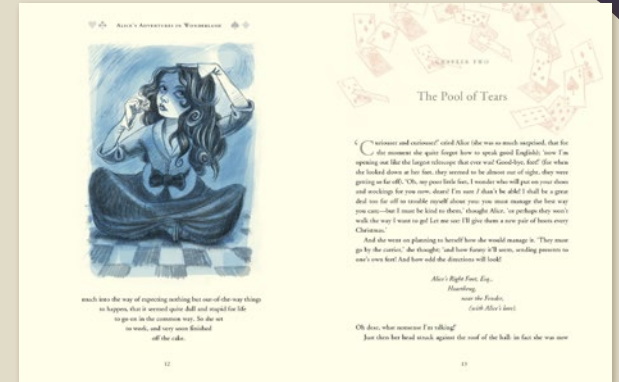 Alice's Adventures in Wonderland
much into the way of expecting nothing but out-of-the-way things
to happen, that it seemed quite dull and stupid for life
to go on in the common way. So she set
to work, and very soon finished
off the cake.
12
CHAPTER TWO
The Pool of Tears
'Curiouser and curiouser!' cried Alice (she was so much surprised, that for
the moment she quite forgot how to speak good English); 'now I'm
opening out like the largest telescope that ever was! Good-bye, feet!' (for when
she looked down at her feet, they seemed to be almost out of sight, they were
getting so far off). 'Oh, my poor little feet, I wonder who will put on your shoes
and stockings for you now, dears? I'm sure I shan't be able! I shall be a great
deal too far off to trouble myself about you: you must manage the best way
you can;—but I must be kind to them,' thought Alice, 'or perhaps they won't
walk the way I want to go! Let me see: I'll give them a new pair of boots every
Christmas.'
And she went on planning to herself how she would manage it. 'They must
go by the carrier,' she thought; 'and how funny it'll seem, sending presents to
one's own feet! And how odd the directions will look!
Alice's Right Foot, Esq.,
Hearthrug,
near the Fender,
(with Alice's love).
Oh dear, what nonsense I'm talking!'
Just then her head struck against the roof of the hall: in fact she was now
13